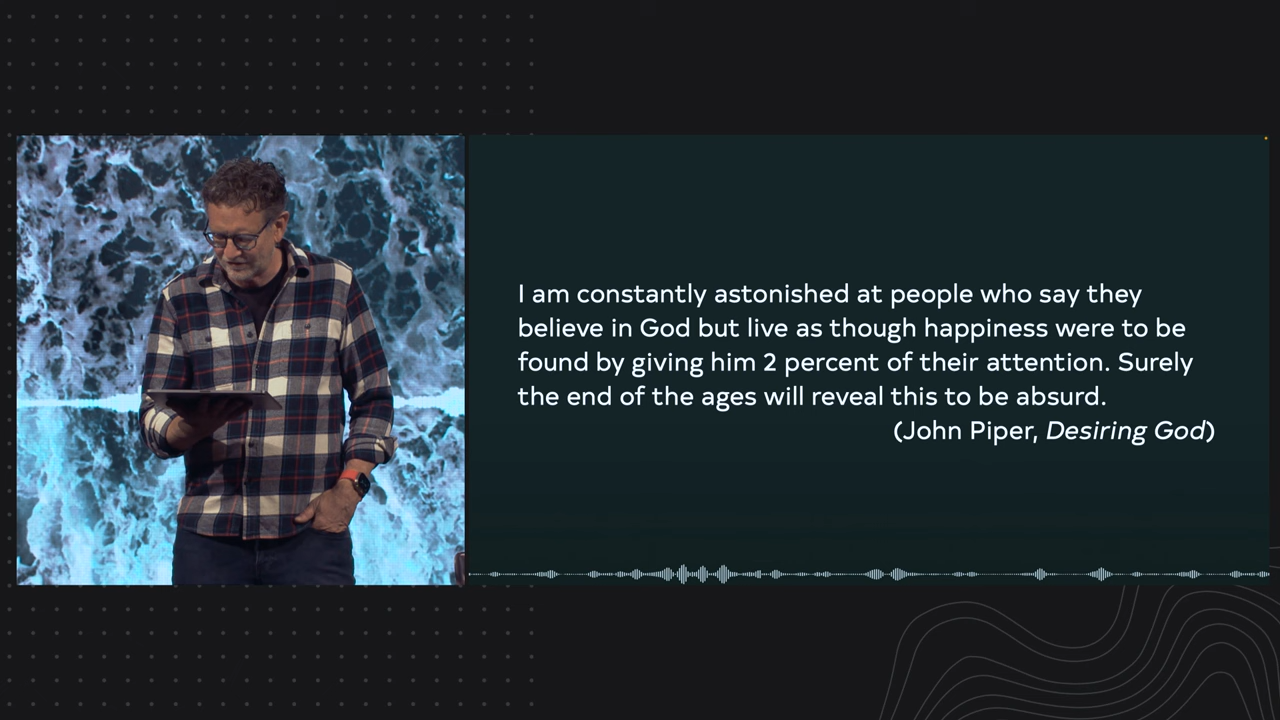 I am constantly astonished at people who say they
believe in God but live as though happiness were to be
found by giving him 2 percent of their attention. Surely
the end of the ages will reveal this to be absurd.
(John Piper, Desiring God)